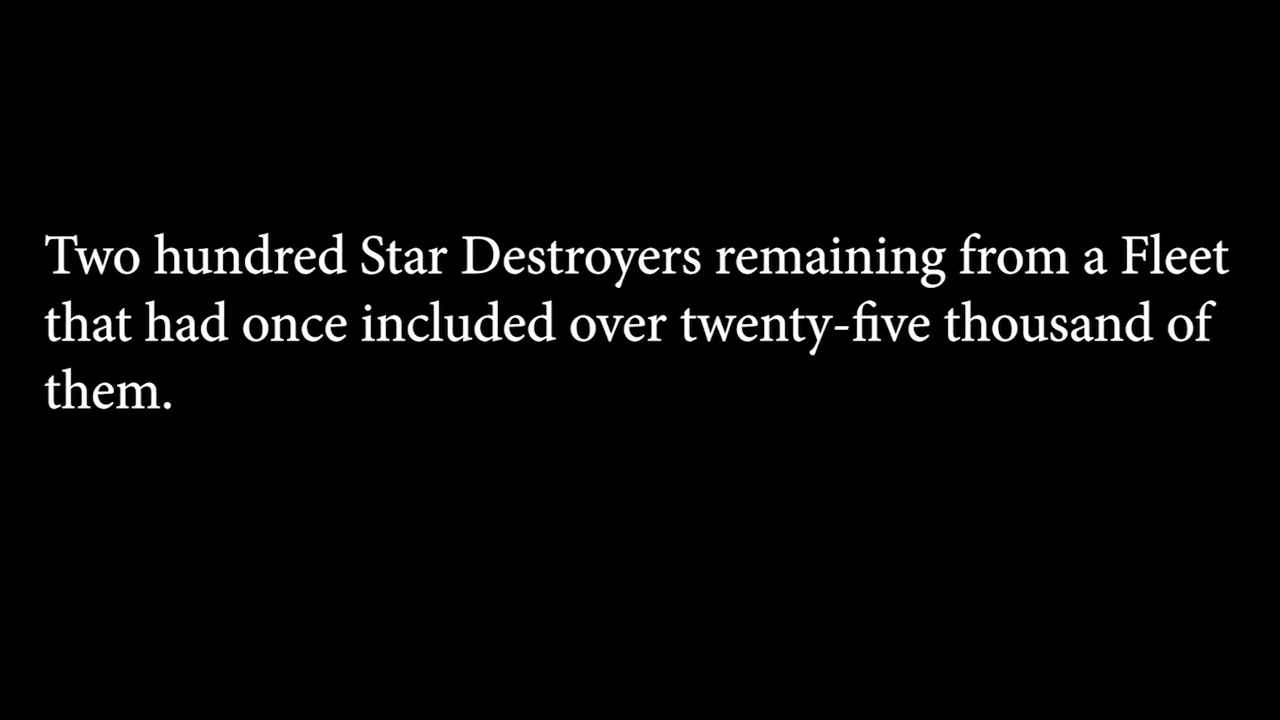 Two hundred Star Destroyers remaining from a Fleet
that had once included over twenty-five thousand of
them.